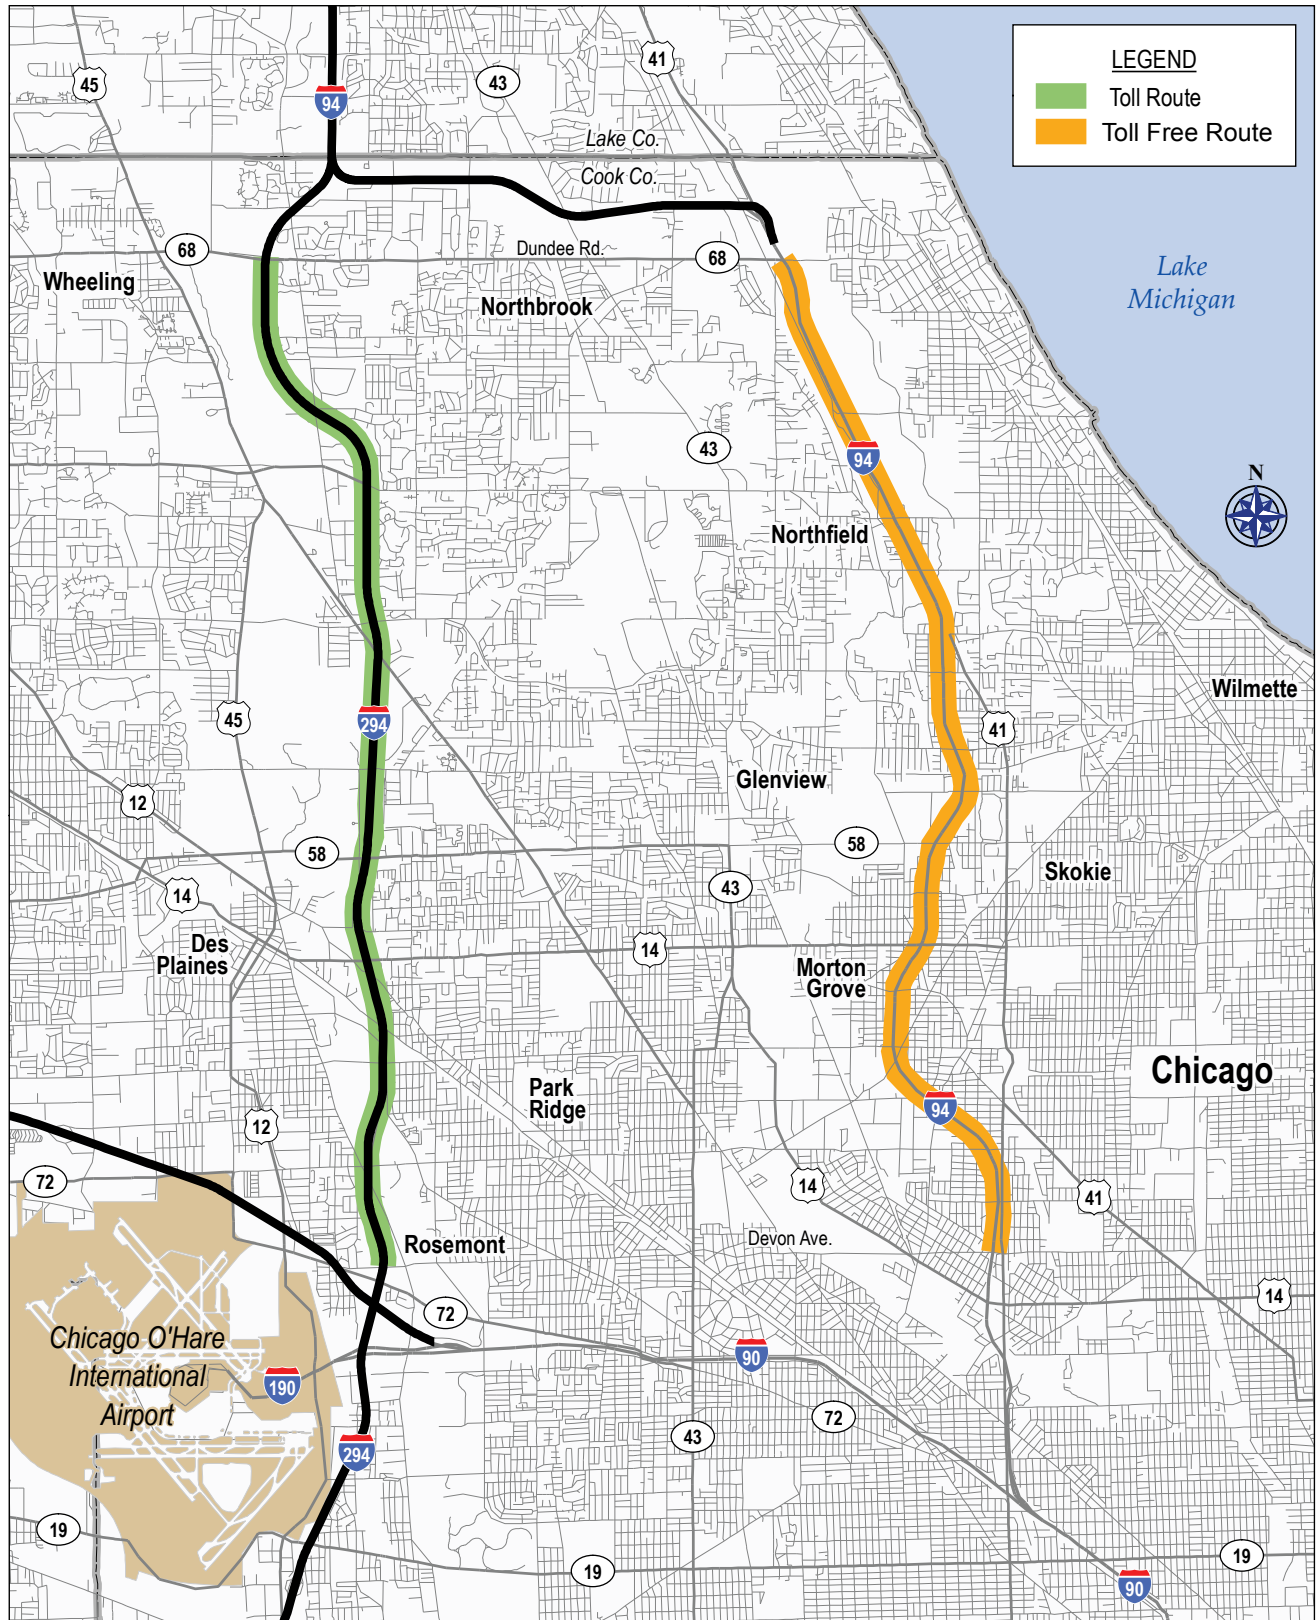 LEGEND
Toll Route
Toll Free Route
45
94
43
41
Lake Co.
Cook Co.
68
Dundee Rd.
68
Wheeling
Northbrook
Lake
Michigan
43
94
N
Northfield
Wilmette
45
294
41
Glenview
12
58
58
Skokie
14
43
Des
Plaines
14
Morton
Grove
Chicago
Park
Ridge
94
12
72
14
41
Rosemont
Devon Ave.
14
72
Chicago O'Hare
International
Airport
190
90
72
43
294
19
19
19
90